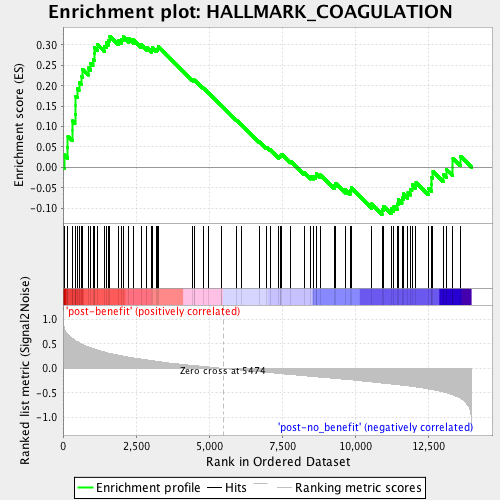 Enrichment plot: HALLMARK_COAGULATION
Enrichment score (ES)
0.30
0.25
0.20
0.15
0.10
0.05
0.00
-0.05
-0.10
'post-benefit' (positively correlated)
Ranked list metric (Signal2Noise)
1.0
0.5
0.0
-0.5
-1.0
Zero cross at 5474
'post-no_benefit' (negatively correlated)
0
2,500
5,000
7,500
10,000
12,500
Rank in Ordered Dataset
Enrichment profile
Hits
Ranking metric scores